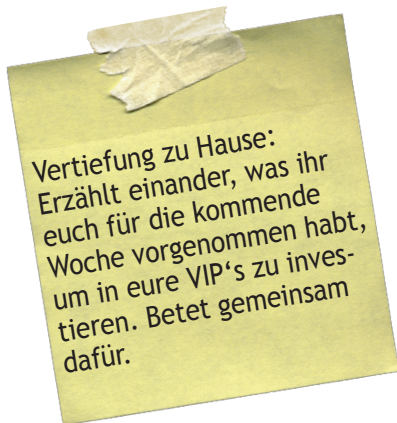 Vertiefung zu Hause:
Erzählt einander, was ihr
euch für die kommende
Woche vorgenommen habt,
um in eure VIP‘s zu inves-
tieren. Betet gemeinsam
dafür.